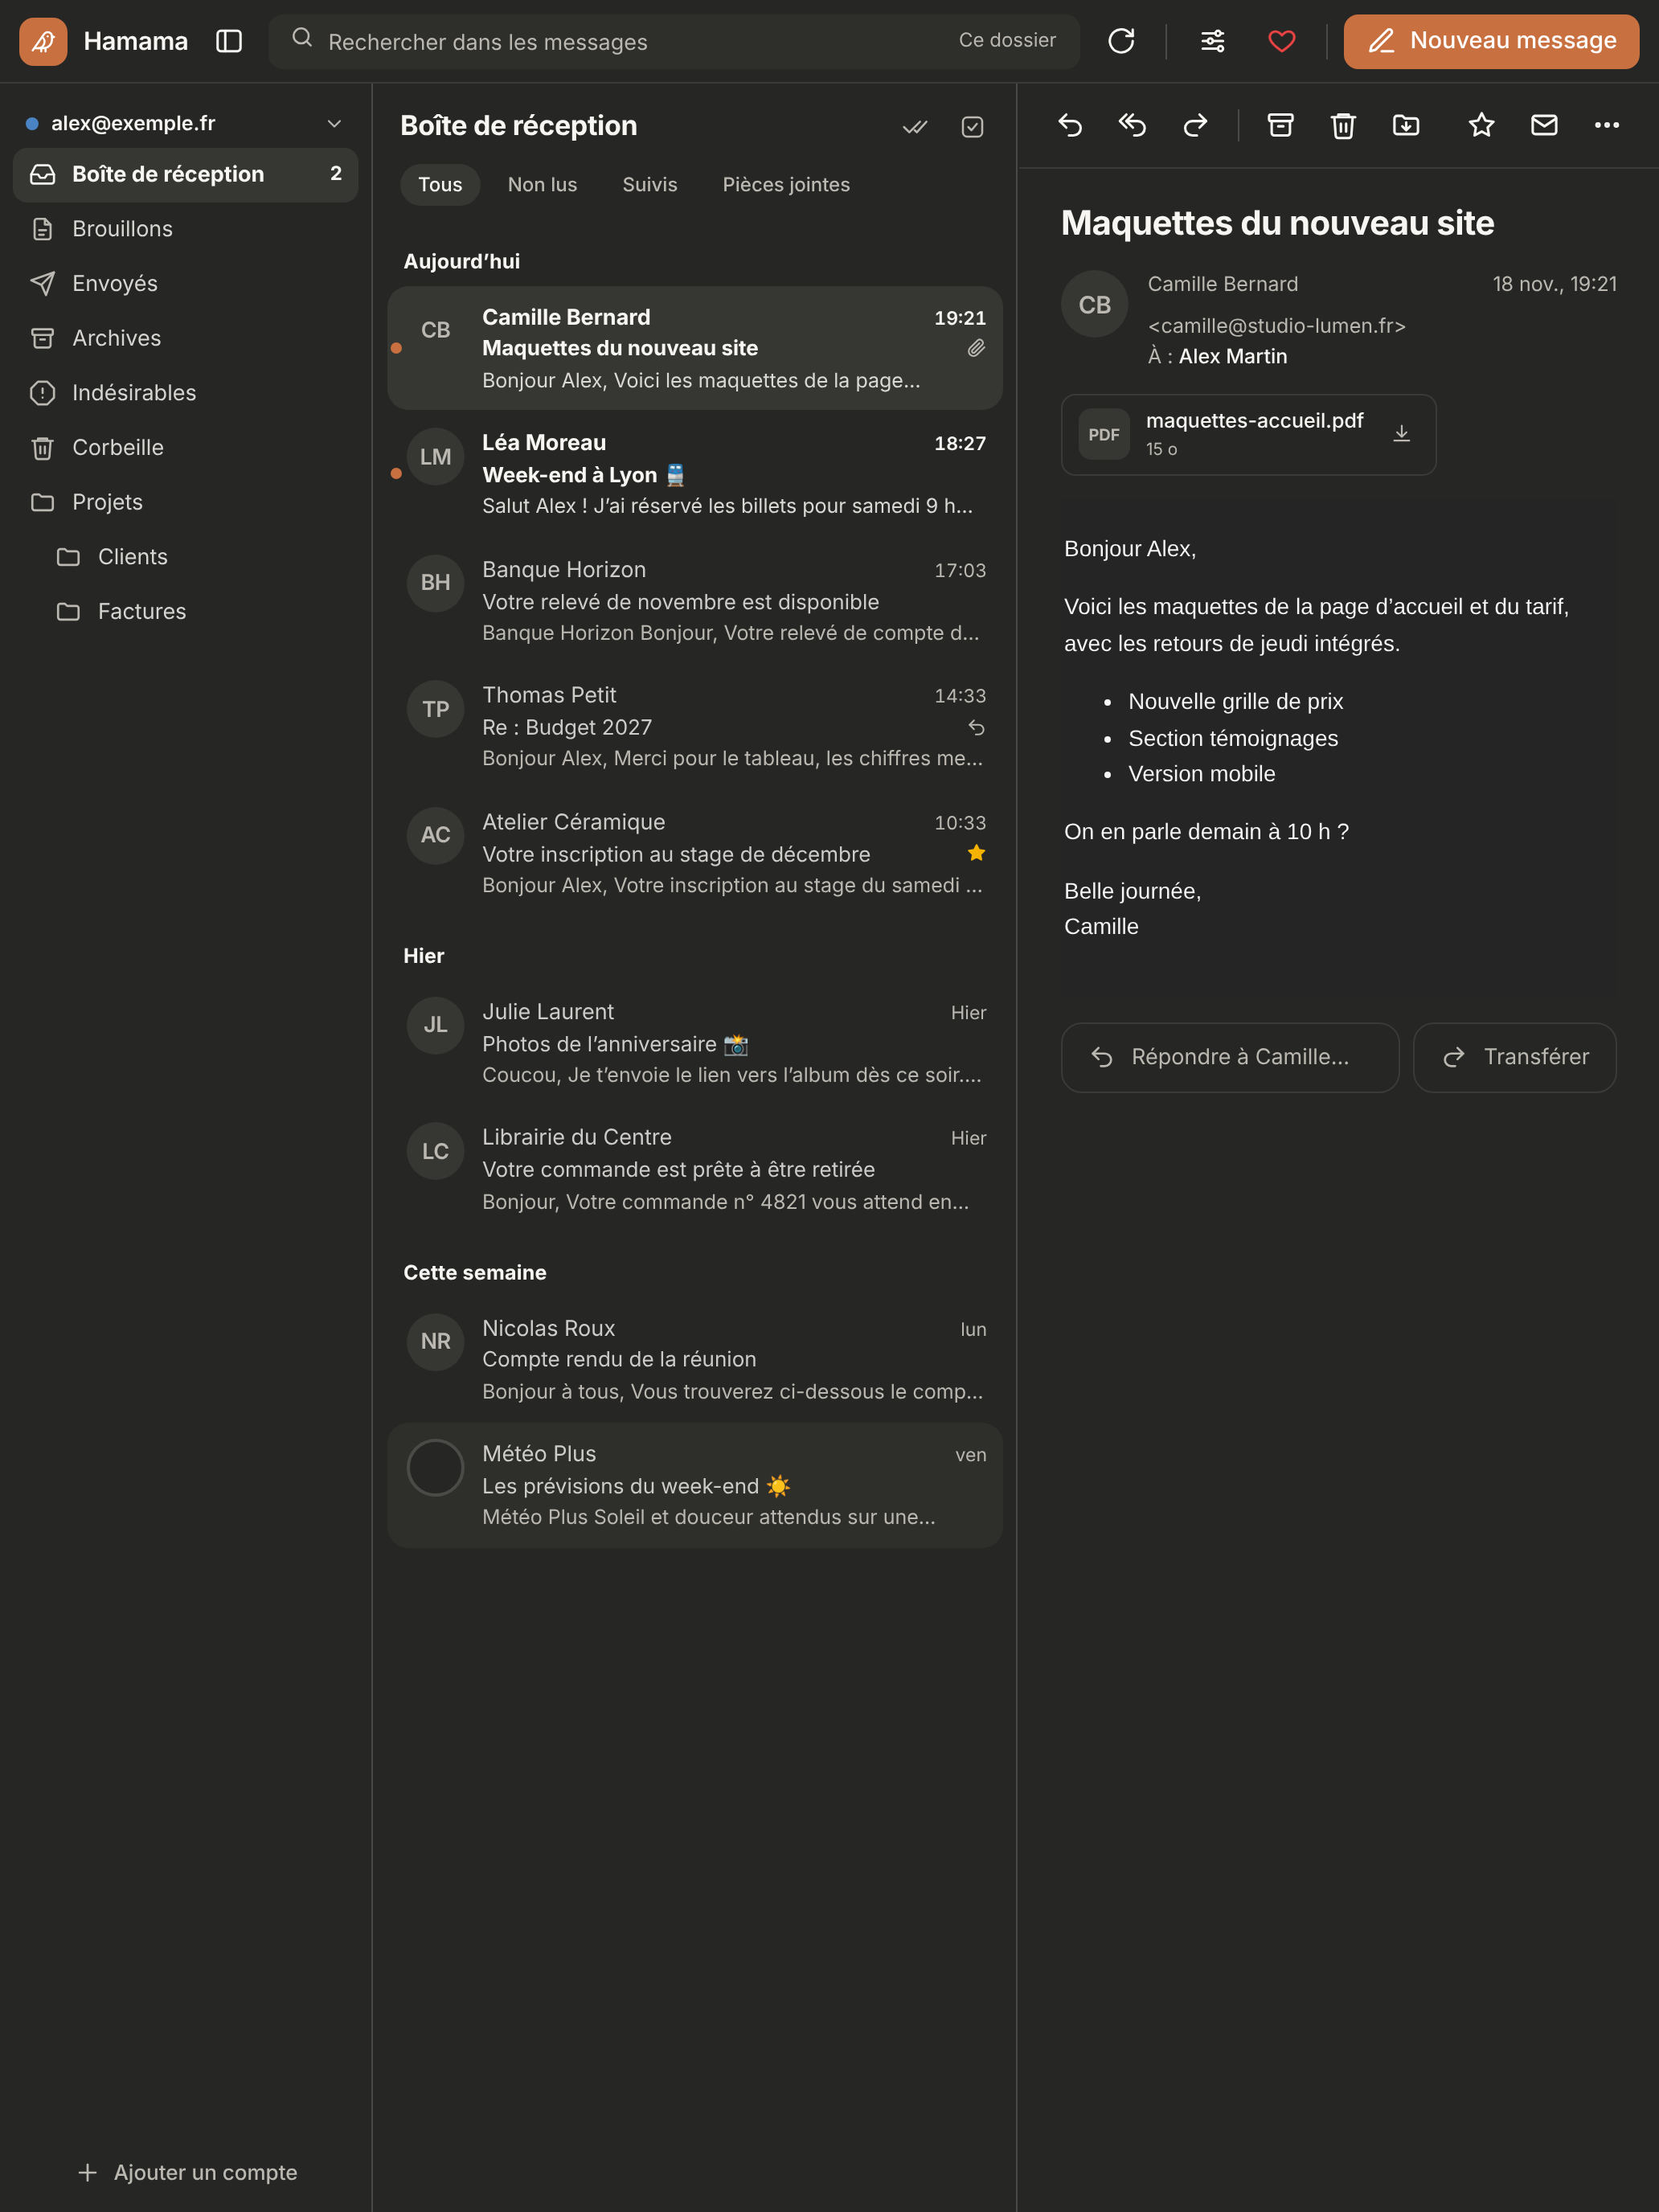 Hamama
Rechercher dans les messages
Ce dossier
Nouveau message
alex@exemple.fr
Boîte de réception 2
Brouillons
Envoyés
Archives
Indésirables
Corbeille
Projets
Clients
Factures
Ajouter un compte
Boîte de réception
Tous Non lus Suivis Pièces jointes
Aujourd’hui
CB
Camille Bernard 19:21
Maquettes du nouveau site
Bonjour Alex, Voici les maquettes de la page...
LM
Léa Moreau 18:27
Week-end à Lyon 🚆
Salut Alex ! J’ai réservé les billets pour samedi 9 h...
BH
Banque Horizon 17:03
Votre relevé de novembre est disponible
Banque Horizon Bonjour, Votre relevé de compte d...
TP
Thomas Petit 14:33
Re : Budget 2027
Bonjour Alex, Merci pour le tableau, les chiffres me...
AC
Atelier Céramique 10:33
Votre inscription au stage de décembre
Bonjour Alex, Votre inscription au stage du samedi ...
Hier
JL
Julie Laurent Hier
Photos de l’anniversaire 📸
Coucou, Je t’envoie le lien vers l’album dès ce soir....
LC
Librairie du Centre Hier
Votre commande est prête à être retirée
Bonjour, Votre commande n° 4821 vous attend en...
Cette semaine
NR
Nicolas Roux lun
Compte rendu de la réunion
Bonjour à tous, Vous trouverez ci-dessous le comp...
Météo Plus ven
Les prévisions du week-end ☀️
Météo Plus Soleil et douceur attendus sur une...
Maquettes du nouveau site
CB
Camille Bernard 18 nov., 19:21
<camille@studio-lumen.fr>
À : Alex Martin
PDF
maquettes-accueil.pdf
15 o
Bonjour Alex,
Voici les maquettes de la page d’accueil et du tarif,
avec les retours de jeudi intégrés.
• Nouvelle grille de prix
• Section témoignages
• Version mobile
On en parle demain à 10 h ?
Belle journée,
Camille
Répondre à Camille...
Transférer